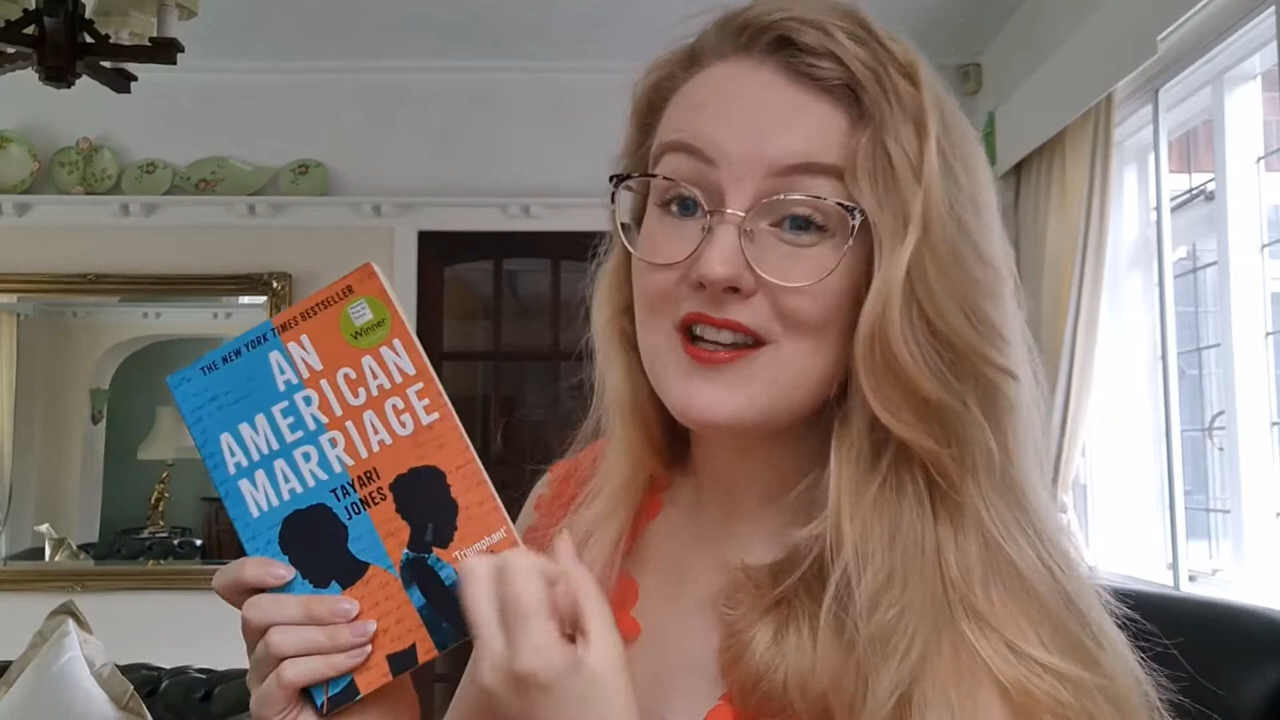 THE NEW YORK TIMES BESTSELLER
Winner
AN
AMERICAN
MARRIAGE
TAYARI
JONES
'Triumphant'